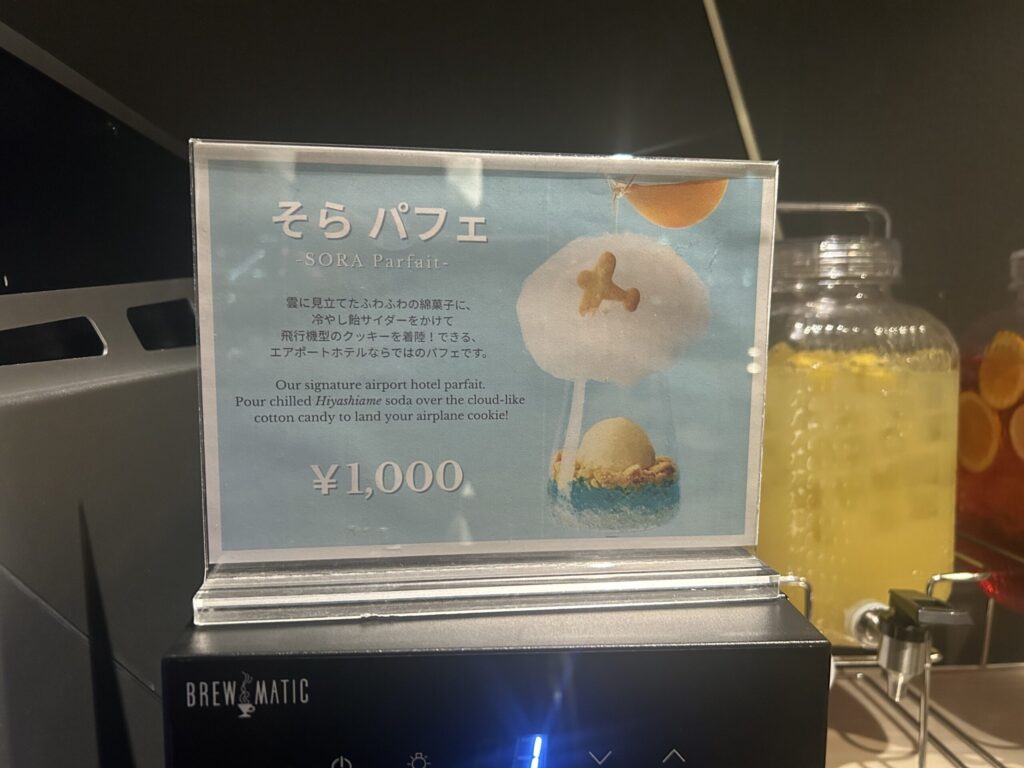 そら パフェ
-SORA Parfait-
雲に見立てたふわふわの綿菓子に、
冷やし飴サイダーをかけて
飛行機型のクッキーを着陸！できる、
エアポートホテルならではのパフェです。
Our signature airport hotel parfait.
Pour chilled Hiyashiame soda over the cloud-like
cotton candy to land your airplane cookie!
¥1,000
BREW MATIC